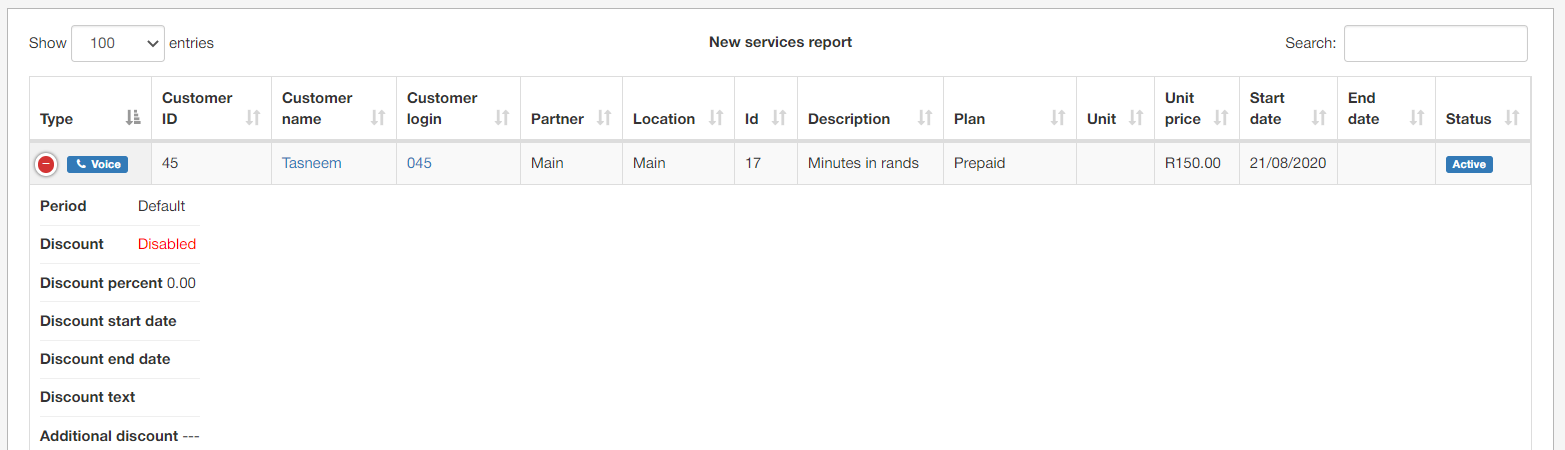 Show 100 entries New services report Search:
Type Customer ID Customer name Customer login Partner Location Id Description Plan Unit Unit price Start date End date Status
Voice 45 Tasneem 045 Main Main 17 Minutes in rands Prepaid R150.00 21/08/2020 Active
Period Default
Discount Disabled
Discount percent 0.00
Discount start date
Discount end date
Discount text
Additional discount ---